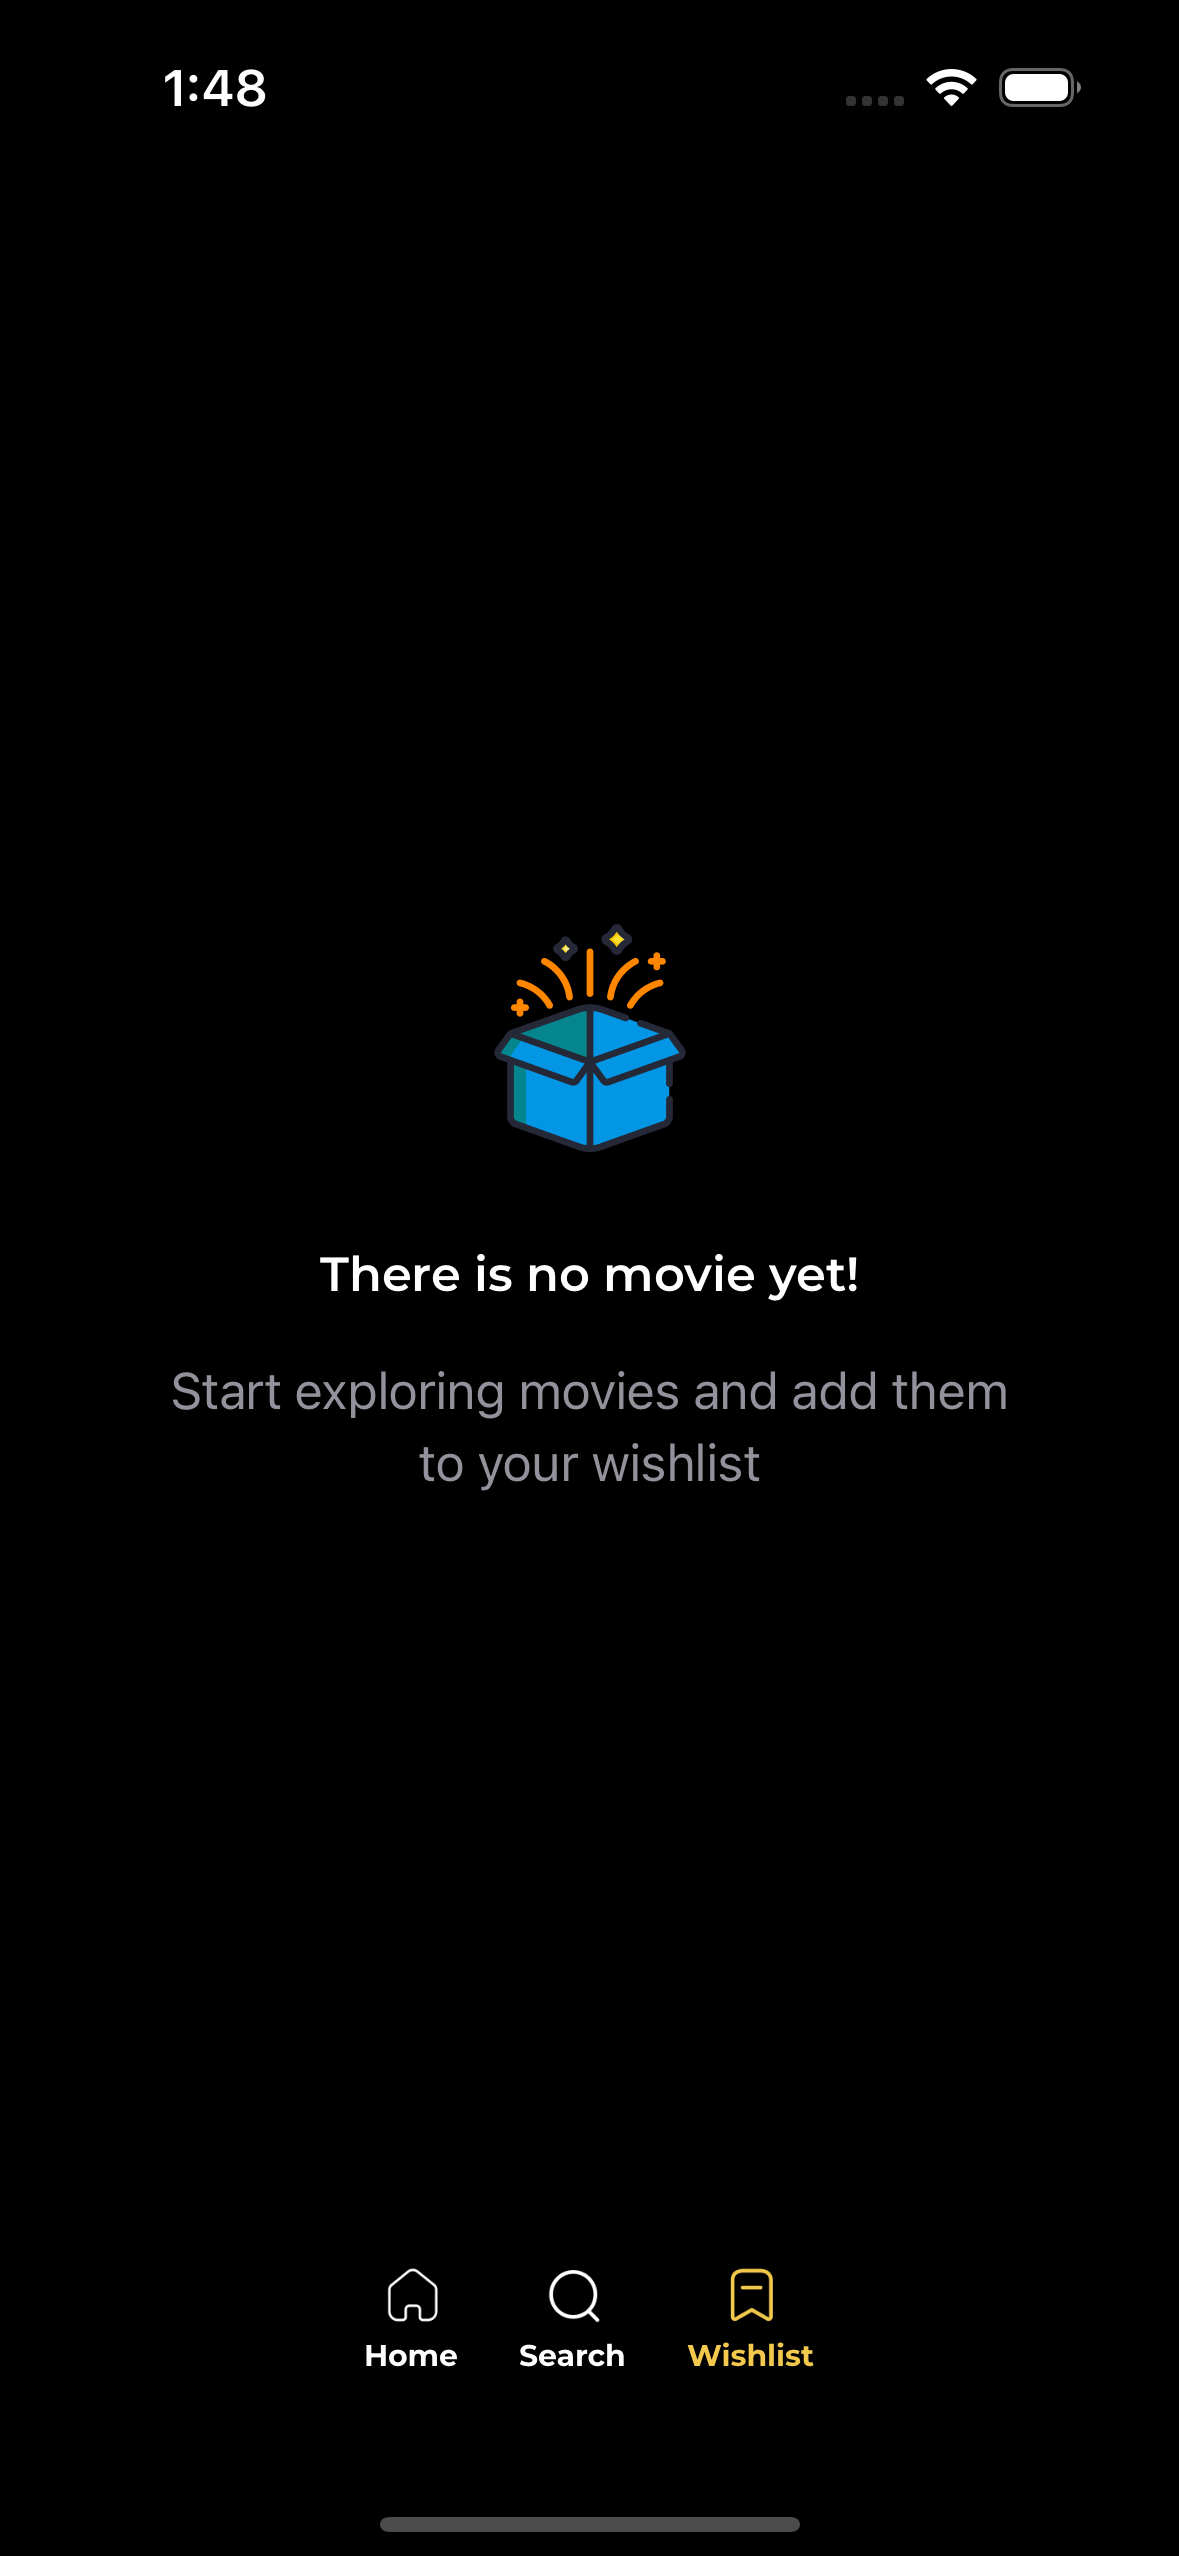 1:48
There is no movie yet!
Start exploring movies and add them
to your wishlist
Home
Search
Wishlist